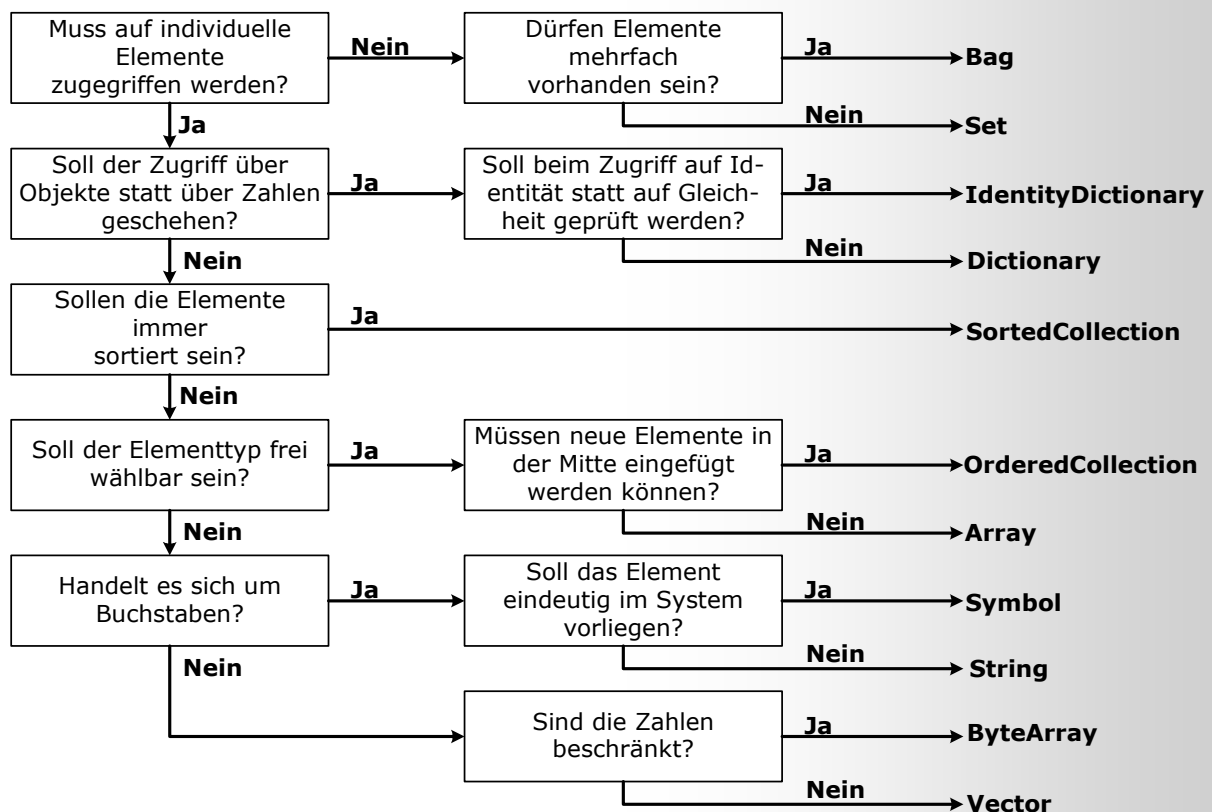 Muss auf individuelle
Elemente
zugegriffen werden?
Nein
Dürfen Elemente
mehrfach
vorhanden sein?
Ja
Bag
Nein
Set
Ja
Soll der Zugriff über
Objekte statt über Zahlen
geschehen?
Ja
Soll beim Zugriff auf Id-
entität statt auf Gleich-
heit geprüft werden?
Ja
IdentityDictionary
Nein
Dictionary
Nein
Sollen die Elemente
immer
sortiert sein?
Ja
SortedCollection
Nein
Soll der Elementtyp frei
wählbar sein?
Ja
Müssen neue Elemente in
der Mitte eingefügt
werden können?
Ja
OrderedCollection
Nein
Array
Nein
Handelt es sich um
Buchstaben?
Ja
Soll das Element
eindeutig im System
vorliegen?
Ja
Symbol
Nein
String
Nein
Sind die Zahlen
beschränkt?
Ja
ByteArray
Nein
Vector